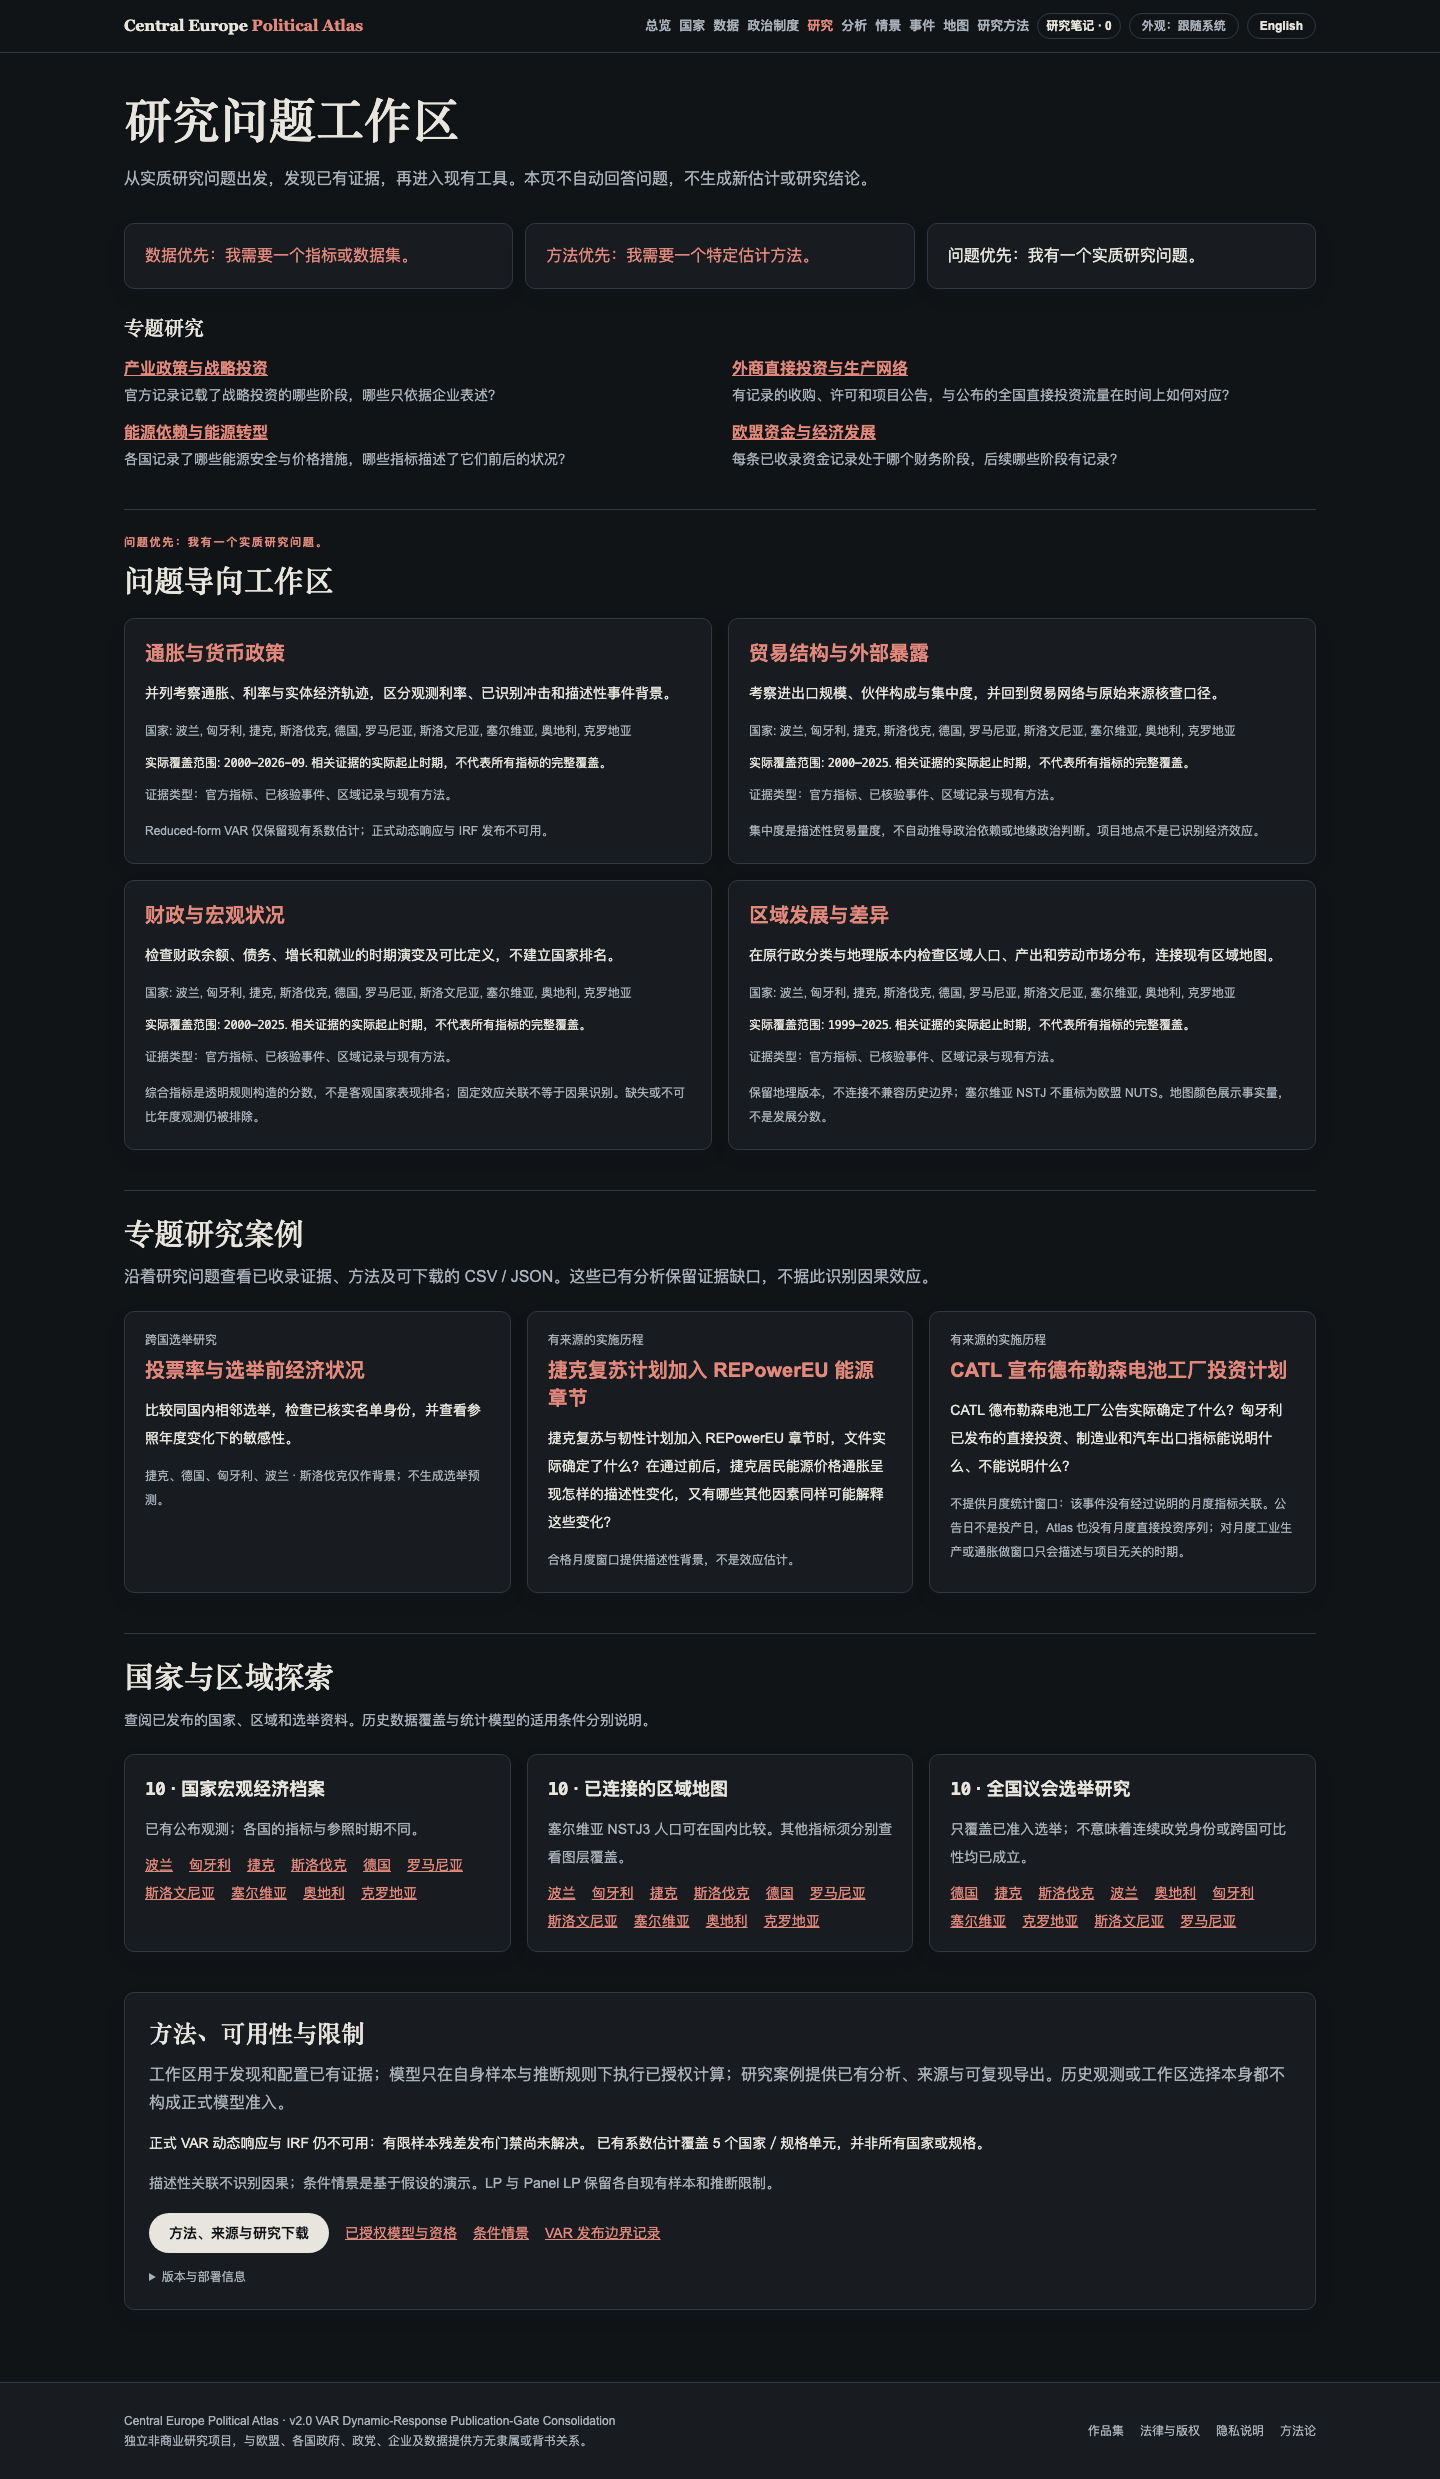 Central Europe Political Atlas
总览 国家 数据 政治制度 研究 分析 情景 事件 地图 研究方法 研究笔记 · 0 外观：跟随系统 English
研究问题工作区
从实质研究问题出发，发现已有证据，再进入现有工具。本页不自动回答问题，不生成新估计或研究结论。
数据优先：我需要一个指标或数据集。
方法优先：我需要一个特定估计方法。
问题优先：我有一个实质研究问题。
专题研究
产业政策与战略投资
官方记录记载了战略投资的哪些阶段，哪些只依据企业表述？
外商直接投资与生产网络
有记录的收购、许可和项目公告，与公布的全国直接投资流量在时间上如何对应？
能源依赖与能源转型
各国记录了哪些能源安全与价格措施，哪些指标描述了它们前后的状况？
欧盟资金与经济发展
每条已收录资金记录处于哪个财务阶段，后续哪些阶段有记录？
问题优先：我有一个实质研究问题。
问题导向工作区
通胀与货币政策
并列考察通胀、利率与实体经济轨迹，区分观测利率、已识别冲击和描述性事件背景。
国家: 波兰, 匈牙利, 捷克, 斯洛伐克, 德国, 罗马尼亚, 斯洛文尼亚, 塞尔维亚, 奥地利, 克罗地亚
实际覆盖范围: 2000–2026-09. 相关证据的实际起止时期，不代表所有指标的完整覆盖。
证据类型：官方指标、已核验事件、区域记录与现有方法。
Reduced-form VAR 仅保留现有系数估计；正式动态响应与 IRF 发布不可用。
贸易结构与外部暴露
考察进出口规模、伙伴构成与集中度，并回到贸易网络与原始来源核查口径。
国家: 波兰, 匈牙利, 捷克, 斯洛伐克, 德国, 罗马尼亚, 斯洛文尼亚, 塞尔维亚, 奥地利, 克罗地亚
实际覆盖范围: 2000–2025. 相关证据的实际起止时期，不代表所有指标的完整覆盖。
证据类型：官方指标、已核验事件、区域记录与现有方法。
集中度是描述性贸易量度，不自动推导政治依赖或地缘政治判断。项目地点不是已识别经济效应。
财政与宏观状况
检查财政余额、债务、增长和就业的时期演变及可比定义，不建立国家排名。
国家: 波兰, 匈牙利, 捷克, 斯洛伐克, 德国, 罗马尼亚, 斯洛文尼亚, 塞尔维亚, 奥地利, 克罗地亚
实际覆盖范围: 2000–2025. 相关证据的实际起止时期，不代表所有指标的完整覆盖。
证据类型：官方指标、已核验事件、区域记录与现有方法。
综合指标是透明规则构造的分数，不是客观国家表现排名；固定效应关联不等于因果识别。缺失或不可
比年度观测仍被排除。
区域发展与差异
在原行政分类与地理版本内检查区域人口、产出和劳动市场分布，连接现有区域地图。
国家: 波兰, 匈牙利, 捷克, 斯洛伐克, 德国, 罗马尼亚, 斯洛文尼亚, 塞尔维亚, 奥地利, 克罗地亚
实际覆盖范围: 1999–2025. 相关证据的实际起止时期，不代表所有指标的完整覆盖。
证据类型：官方指标、已核验事件、区域记录与现有方法。
保留地理版本，不连接不兼容历史边界；塞尔维亚 NSTJ 不重标为欧盟 NUTS。地图颜色展示事实量，
不是发展分数。
专题研究案例
沿着研究问题查看已收录证据、方法及可下载的 CSV / JSON。这些已有分析保留证据缺口，不据此识别因果效应。
跨国选举研究
投票率与选举前经济状况
比较同国内相邻选举，检查已核实名单身份，并查看参
照年度变化下的敏感性。
捷克、德国、匈牙利、波兰 · 斯洛伐克仅作背景；不生成选举预
测。
有来源的实施历程
捷克复苏计划加入 REPowerEU 能源
章节
捷克复苏与韧性计划加入 REPowerEU 章节时，文件实
际确定了什么？在通过前后，捷克居民能源价格通胀呈
现怎样的描述性变化，又有哪些其他因素同样可能解释
这些变化？
合格月度窗口提供描述性背景，不是效应估计。
有来源的实施历程
CATL 宣布德布勒森电池工厂投资计划
CATL 德布勒森电池工厂公告实际确定了什么？匈牙利
已发布的直接投资、制造业和汽车出口指标能说明什
么、不能说明什么？
不提供月度统计窗口：该事件没有经过说明的月度指标关联。公
告日不是投产日，Atlas 也没有月度直接投资序列；对月度工业生
产或通胀做窗口只会描述与项目无关的时期。
国家与区域探索
查阅已发布的国家、区域和选举资料。历史数据覆盖与统计模型的适用条件分别说明。
10 · 国家宏观经济档案
已有公布观测；各国的指标与参照时期不同。
波兰 匈牙利 捷克 斯洛伐克 德国 罗马尼亚
斯洛文尼亚 塞尔维亚 奥地利 克罗地亚
10 · 已连接的区域地图
塞尔维亚 NSTJ3 人口可在国内比较。其他指标须分别查
看图层覆盖。
波兰 匈牙利 捷克 斯洛伐克 德国 罗马尼亚
斯洛文尼亚 塞尔维亚 奥地利 克罗地亚
10 · 全国议会选举研究
只覆盖已准入选举；不意味着连续政党身份或跨国可比
性均已成立。
德国 捷克 斯洛伐克 波兰 奥地利 匈牙利
塞尔维亚 克罗地亚 斯洛文尼亚 罗马尼亚
方法、可用性与限制
工作区用于发现和配置已有证据；模型只在自身样本与推断规则下执行已授权计算；研究案例提供已有分析、来源与可复现导出。历史观测或工作区选择本身都不
构成正式模型准入。
正式 VAR 动态响应与 IRF 仍不可用：有限样本残差发布门禁尚未解决。 已有系数估计覆盖 5 个国家 / 规格单元，并非所有国家或规格。
描述性关联不识别因果；条件情景是基于假设的演示。LP 与 Panel LP 保留各自现有样本和推断限制。
方法、来源与研究下载 已授权模型与资格 条件情景 VAR 发布边界记录
▶ 版本与部署信息
Central Europe Political Atlas · v2.0 VAR Dynamic-Response Publication-Gate Consolidation
独立非商业研究项目，与欧盟、各国政府、政党、企业及数据提供方无隶属或背书关系。
作品集 法律与版权 隐私说明 方法论